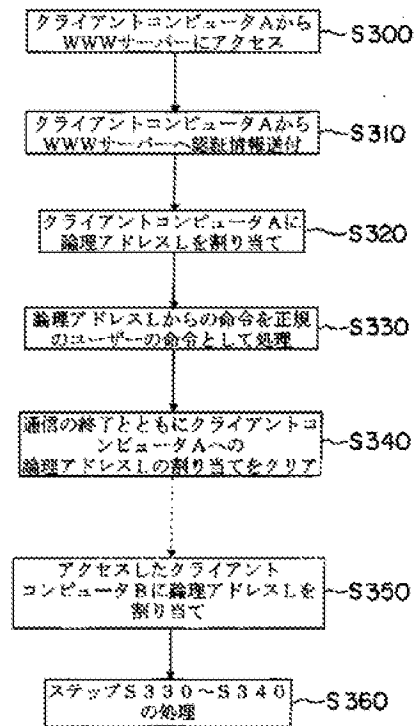 クライアントコンピュータAから
WWWサーバーにアクセス
S300
クライアントコンピュータAから
WWWサーバーへ認証情報送付
S310
クライアントコンピュータAに
論理アドレスLを割り当て
S320
論理アドレスLからの命令を正規
のユーザーの命令として処理
S330
通信の終了とともにクライアントコ
ンピュータAへの
論理アドレスLの割り当てをクリア
S340
アクセスしたクライアント
コンピュータBに論理アドレスLを
割り当て
S350
ステップS330~S340
の処理
S360